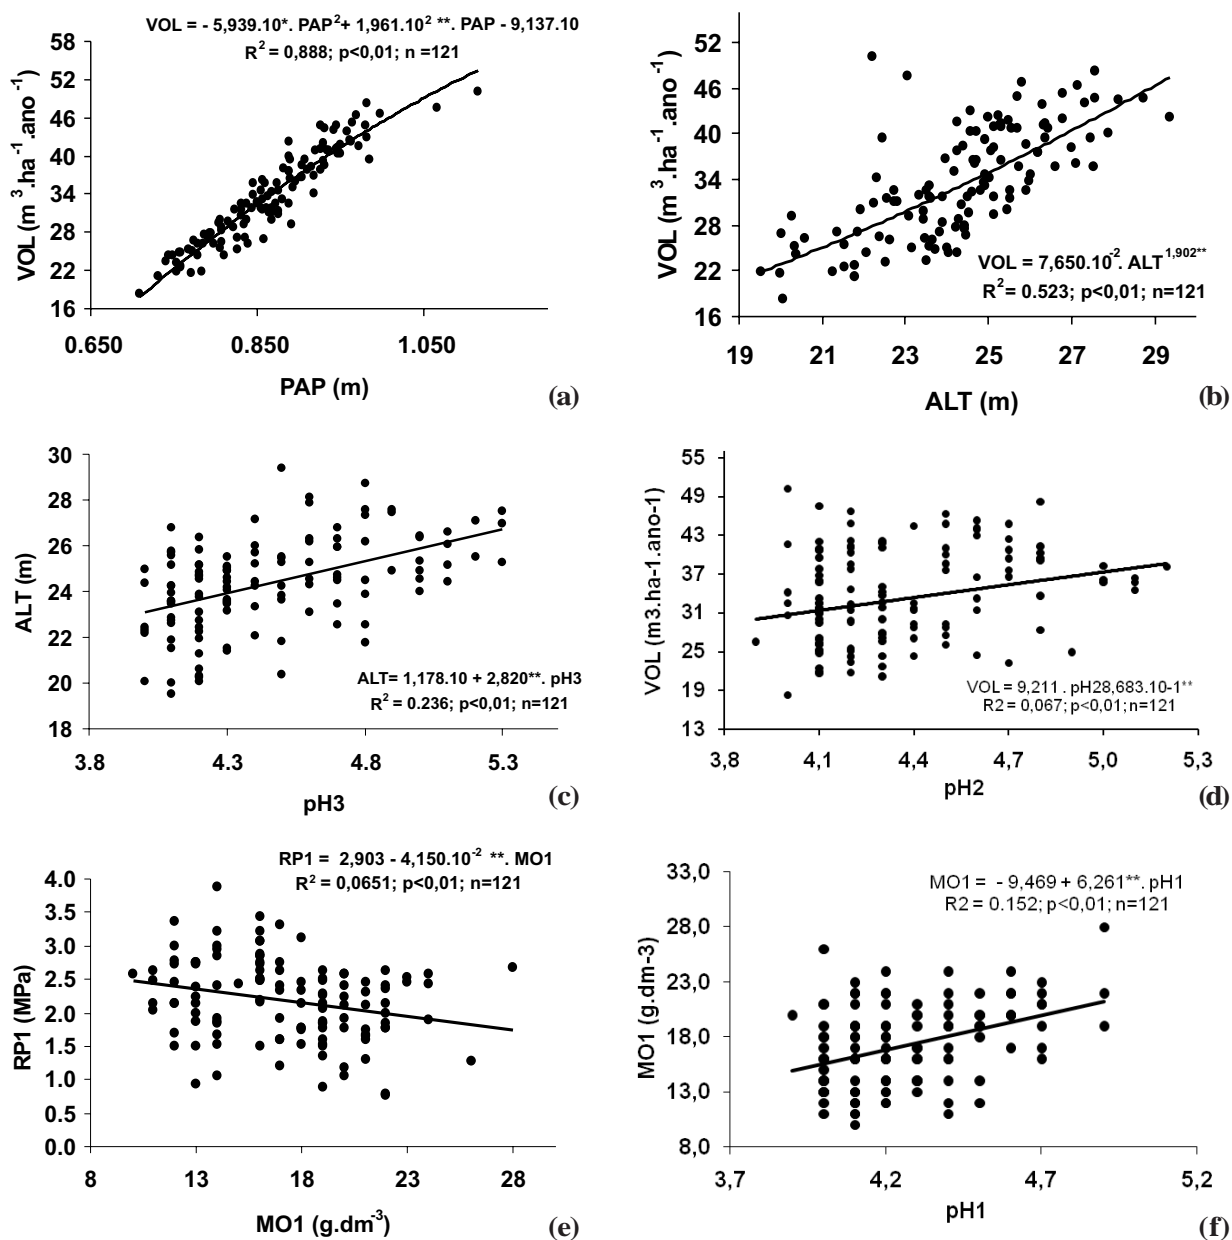 VOL = - 5,939.10*. PAP²+ 1,961.10² **. PAP - 9,137.10
R² = 0,888; p<0,01; n =121
VOL (m³.ha⁻¹.ano⁻¹)
58
52
46
40
34
28
22
16
0.650
0.850
1.050
PAP (m)
(a)
VOL (m³.ha⁻¹.ano⁻¹)
52
46
40
34
28
22
16
VOL = 7,650.10⁻². ALT¹,⁹⁰²**
R² = 0.523; p<0,01; n=121
19
21
23
25
27
29
ALT (m)
(b)
ALT (m)
30
28
26
24
22
20
18
ALT= 1,178.10 + 2,820**. pH3
R² = 0.236; p<0,01; n=121
3.8
4.3
4.8
5.3
pH3
(c)
VOL (m3.ha-1.ano-1)
55
49
43
37
31
25
19
13
VOL = 9,211 . pH28,683.10-1**
R2 = 0,067; p<0,01; n=121
3,8
4,1
4,4
4,7
5,0
5,3
pH2
(d)
RP1 = 2,903 - 4,150.10⁻² **. MO1
R² = 0,0651; p<0,01; n=121
RP1 (MPa)
4.0
3.5
3.0
2.5
2.0
1.5
1.0
0.5
0.0
8
13
18
23
28
MO1 (g.dm⁻³)
(e)
MO1 = - 9,469 + 6,261**. pH1
R2 = 0.152; p<0,01; n=121
MO1 (g.dm-3)
33,0
28,0
23,0
18,0
13,0
8,0
3,7
4,2
4,7
5,2
pH1
(f)